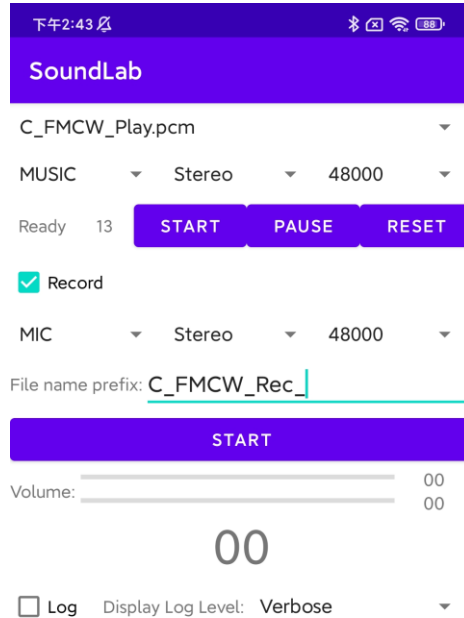 下午2:43
88
SoundLab
C_FMCW_Play.pcm
MUSIC Stereo 48000
Ready 13 START PAUSE RESET
Record
MIC Stereo 48000
File name prefix: C_FMCW_Rec_
START
Volume: 00
00
00
Log Display Log Level: Verbose